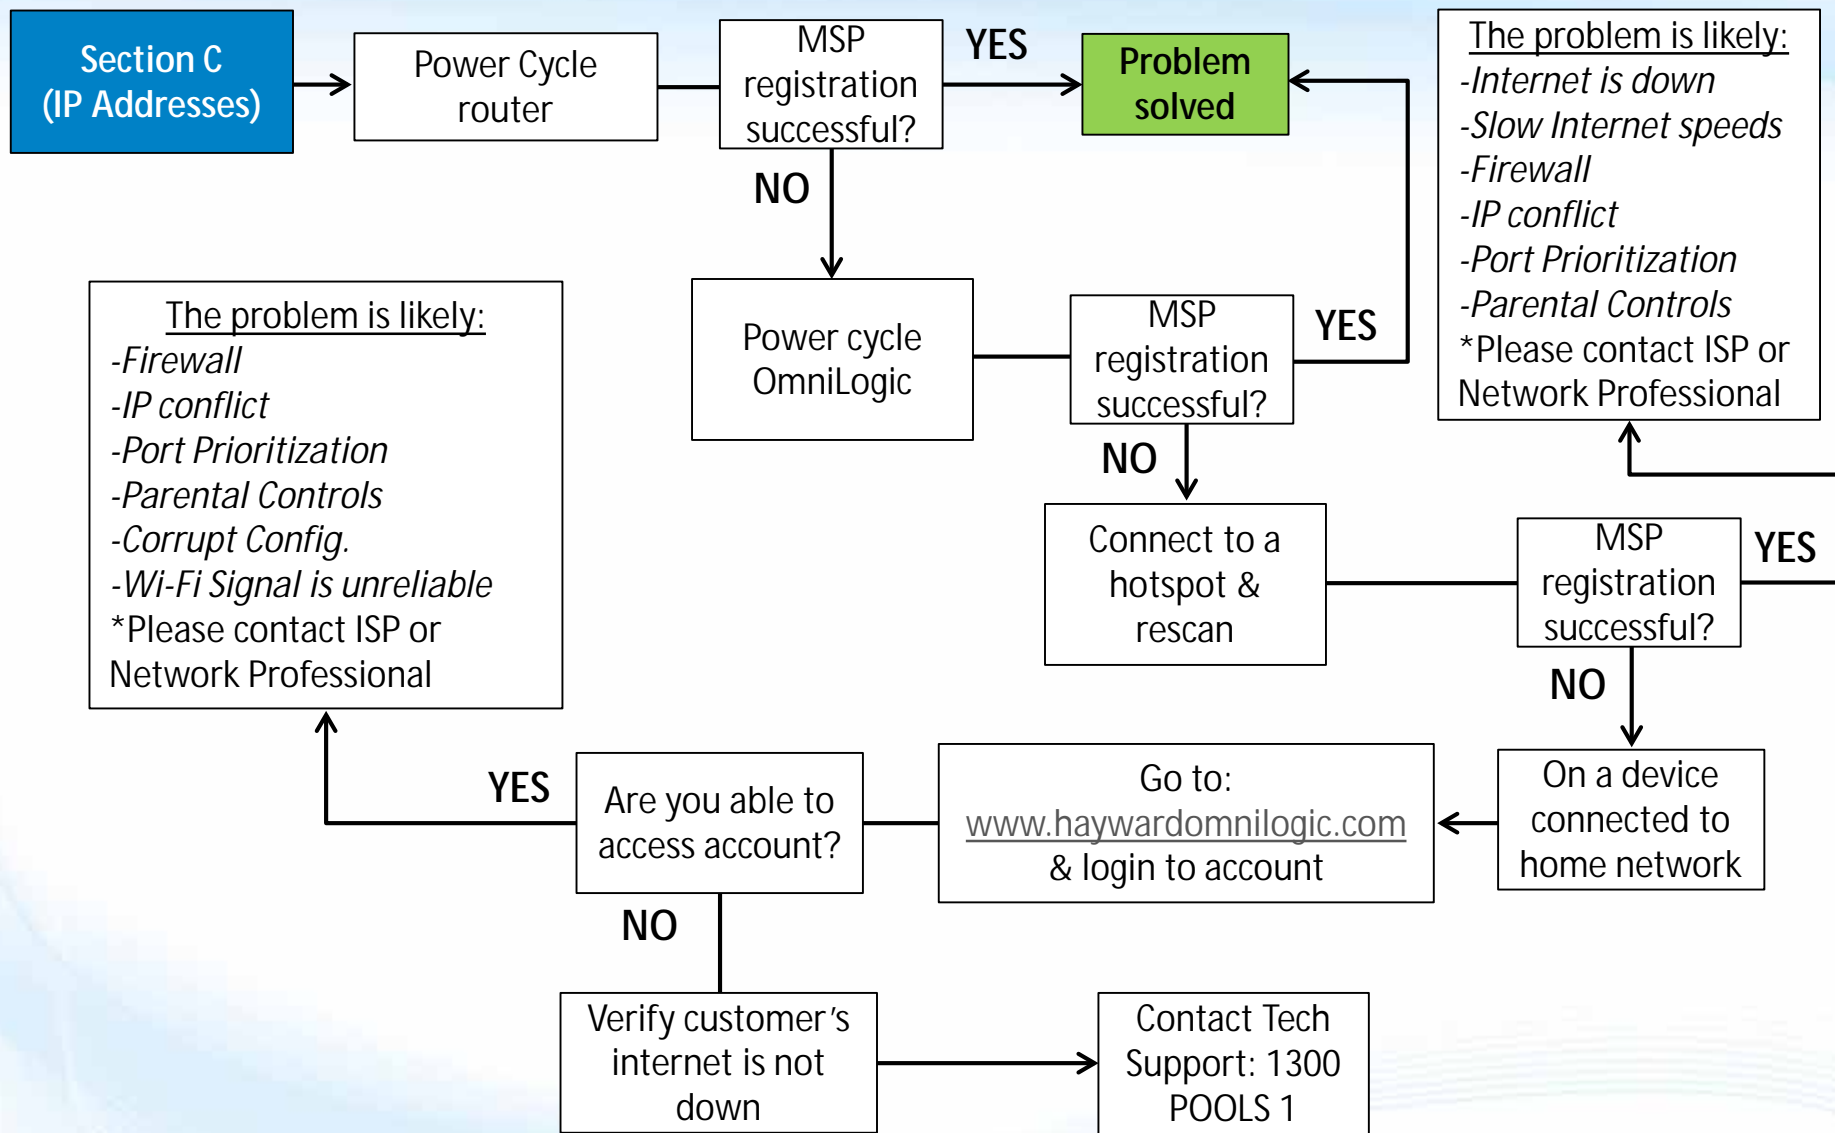 Section C
(IP Addresses)
Power Cycle
router
MSP
registration
successful?
YES
Problem
solved
NO
The problem is likely:
-Internet is down
-Slow Internet speeds
-Firewall
-IP conflict
-Port Prioritization
-Parental Controls
*Please contact ISP or
Network Professional
Power cycle
OmniLogic
MSP
registration
successful?
YES
NO
Connect to a
hotspot &
rescan
MSP
registration
successful?
YES
NO
On a device
connected to
home network
Go to:
www.haywardomnilogic.com
& login to account
Are you able to
access account?
YES
The problem is likely:
-Firewall
-IP conflict
-Port Prioritization
-Parental Controls
-Corrupt Config.
-Wi-Fi Signal is unreliable
*Please contact ISP or
Network Professional
NO
Verify customer's
internet is not
down
Contact Tech
Support: 1300
POOLS 1